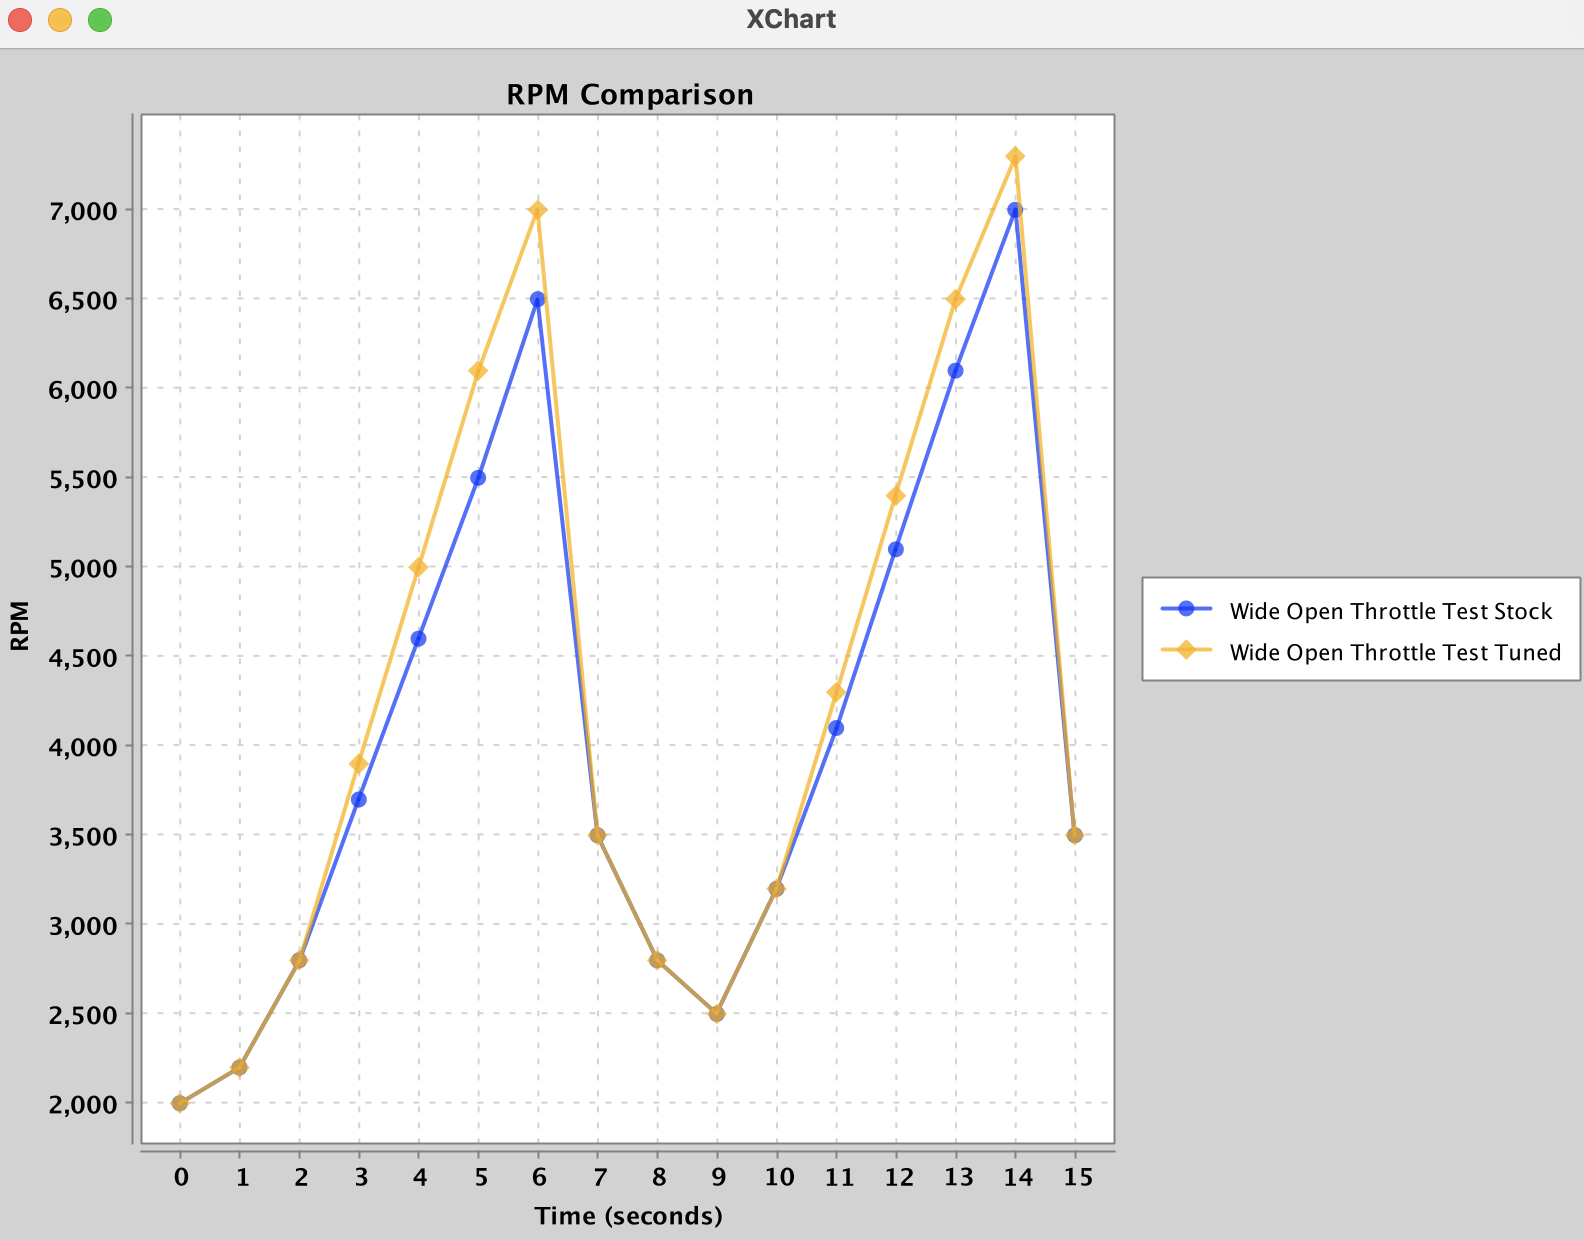 XChart
RPM Comparison
7,000
6,500
6,000
5,500
5,000
4,500
4,000
3,500
3,000
2,500
2,000
RPM
0 1 2 3 4 5 6 7 8 9 10 11 12 13 14 15
Time (seconds)
Wide Open Throttle Test Stock
Wide Open Throttle Test Tuned